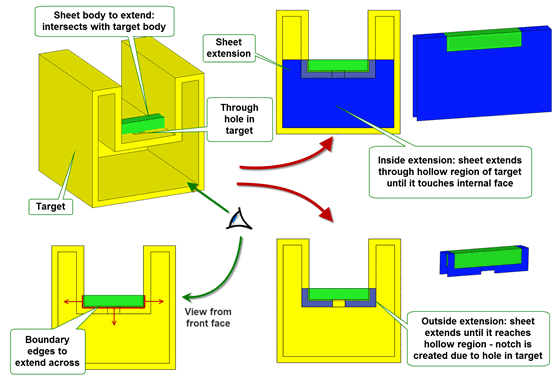 Sheet body to extend:
intersects with target body
Sheet
extension
Through
hole in
target
Target
Inside extension: sheet extends
through hollow region of target
until it touches internal face
View from
front face
Boundary
edges to
extend across
Outside extension: sheet
extends until it reaches
hollow region - notch is
created due to hole in target